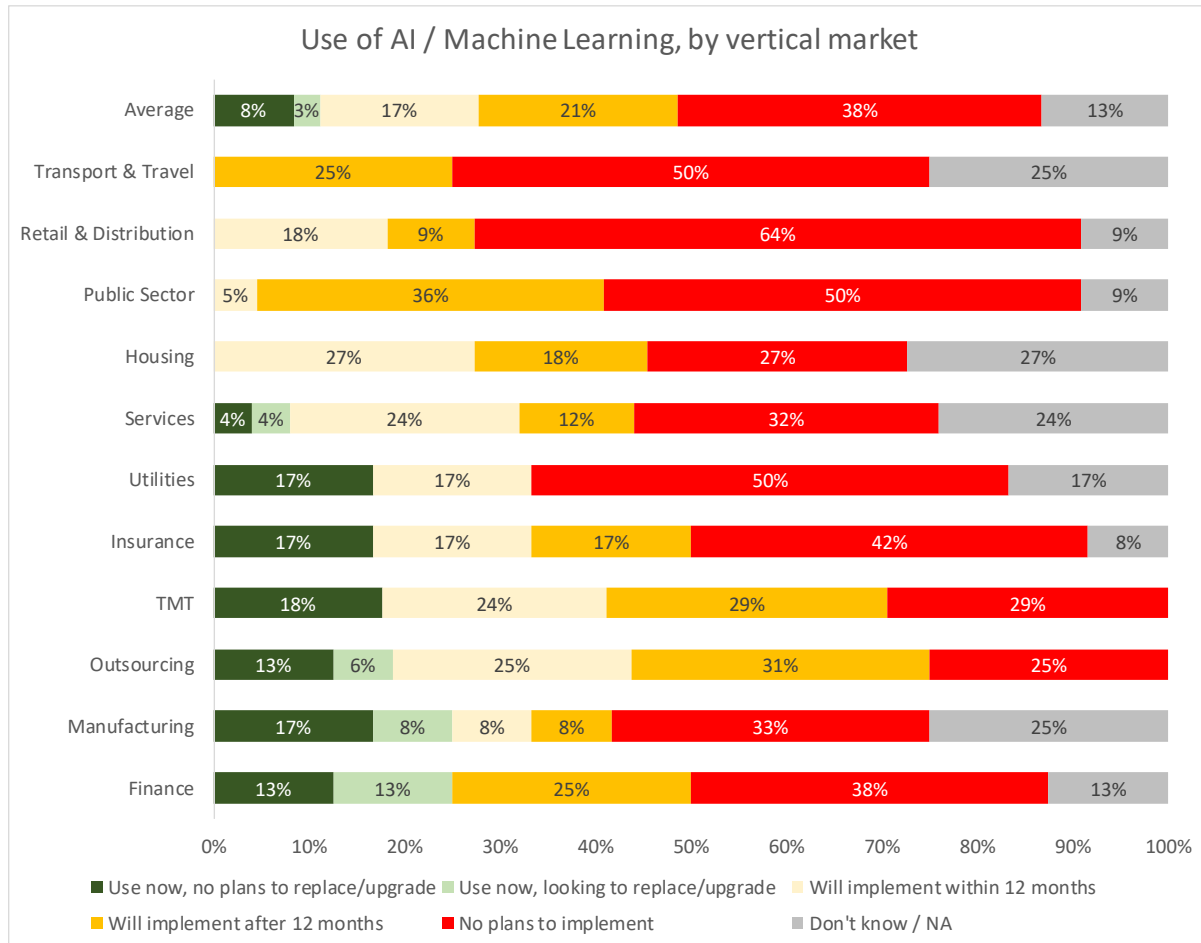 Use of AI / Machine Learning, by vertical market
Average 8% 3% 17% 21% 38% 13%
Transport & Travel 25% 50% 25%
Retail & Distribution 18% 9% 64% 9%
Public Sector 5% 36% 50% 9%
Housing 27% 18% 27% 27%
Services 4% 4% 24% 12% 32% 24%
Utilities 17% 17% 50% 17%
Insurance 17% 17% 17% 42% 8%
TMT 18% 24% 29% 29%
Outsourcing 13% 6% 25% 31% 25%
Manufacturing 17% 8% 8% 8% 33% 25%
Finance 13% 13% 25% 38% 13%
0% 10% 20% 30% 40% 50% 60% 70% 80% 90% 100%
Use now, no plans to replace/upgrade Use now, looking to replace/upgrade Will implement within 12 months
Will implement after 12 months No plans to implement Don't know / NA